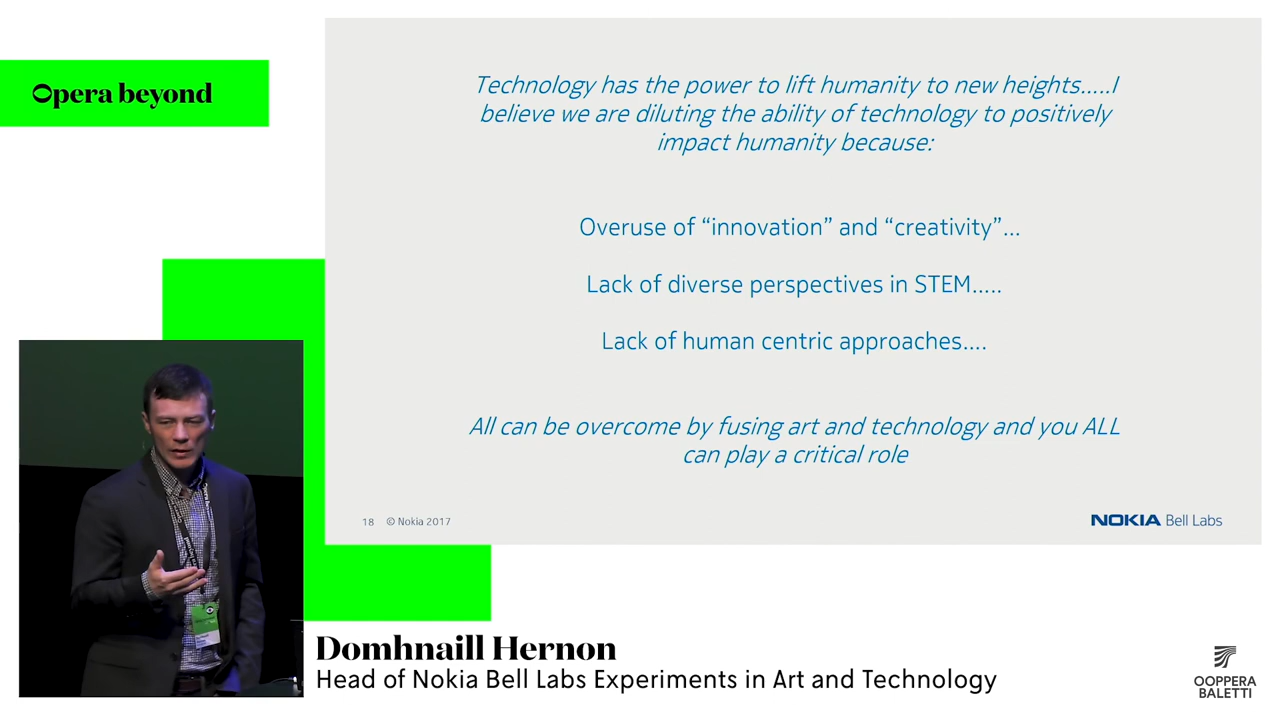 Opera beyond
Technology has the power to lift humanity to new heights.....I
believe we are diluting the ability of technology to positively
impact humanity because:
Overuse of “innovation” and “creativity”...
Lack of diverse perspectives in STEM.....
Lack of human centric approaches....
All can be overcome by fusing art and technology and you ALL
can play a critical role
18 © Nokia 2017
NOKIA Bell Labs
Domhnaill Hernon
Head of Nokia Bell Labs Experiments in Art and Technology
OOPPERA
BALETTI